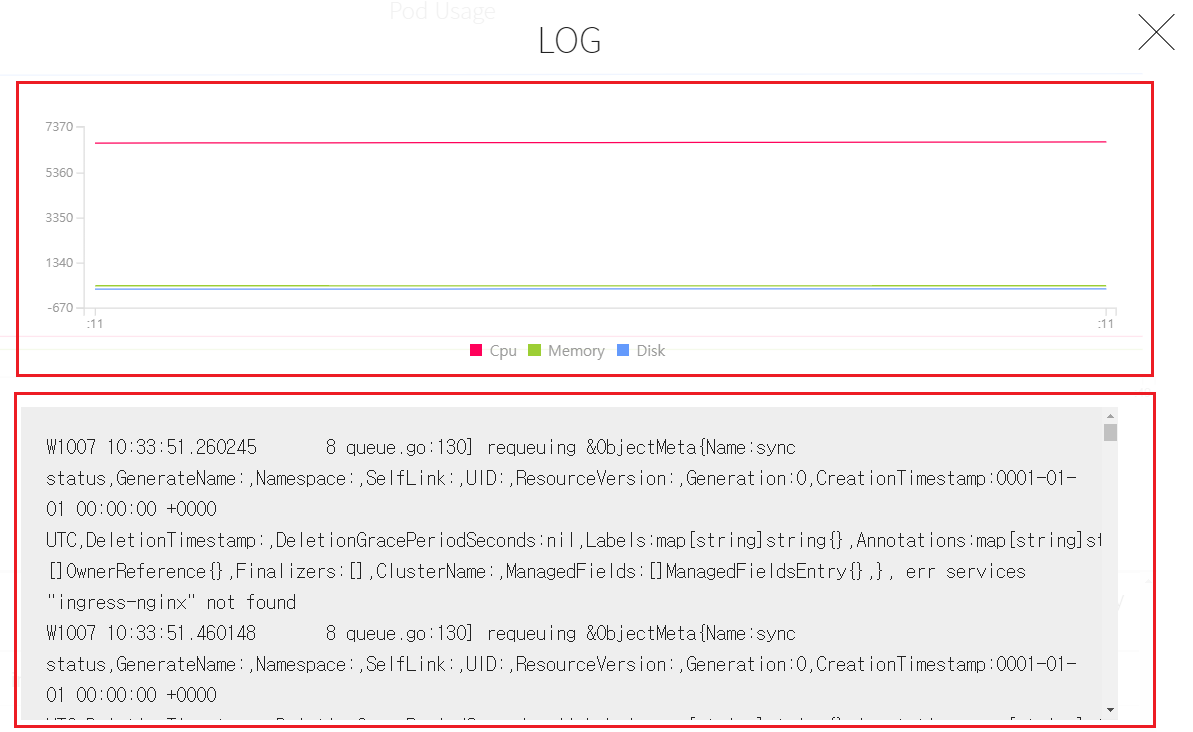 Pod Usage
LOG
7370
5360
3350
1340
-670
:11
:11
Cpu
Memory
Disk
W1007 10:33:51.260245 8 queue.go:130] requeuing &ObjectMeta{Name:sync
status,GenerateName:,Namespace:,SelfLink:,UID:,ResourceVersion:,Generation:0,CreationTimestamp:0001-01-
01 00:00:00 +0000
UTC,DeletionTimestamp:,DeletionGracePeriodSeconds:nil,Labels:map[string]string{},Annotations:map[string]st
[]OwnerReference{},Finalizers:[],ClusterName:,ManagedFields:[]ManagedFieldsEntry{},}, err services
"ingress-nginx" not found
W1007 10:33:51.460148 8 queue.go:130] requeuing &ObjectMeta{Name:sync
status,GenerateName:,Namespace:,SelfLink:,UID:,ResourceVersion:,Generation:0,CreationTimestamp:0001-01-
01 00:00:00 +0000